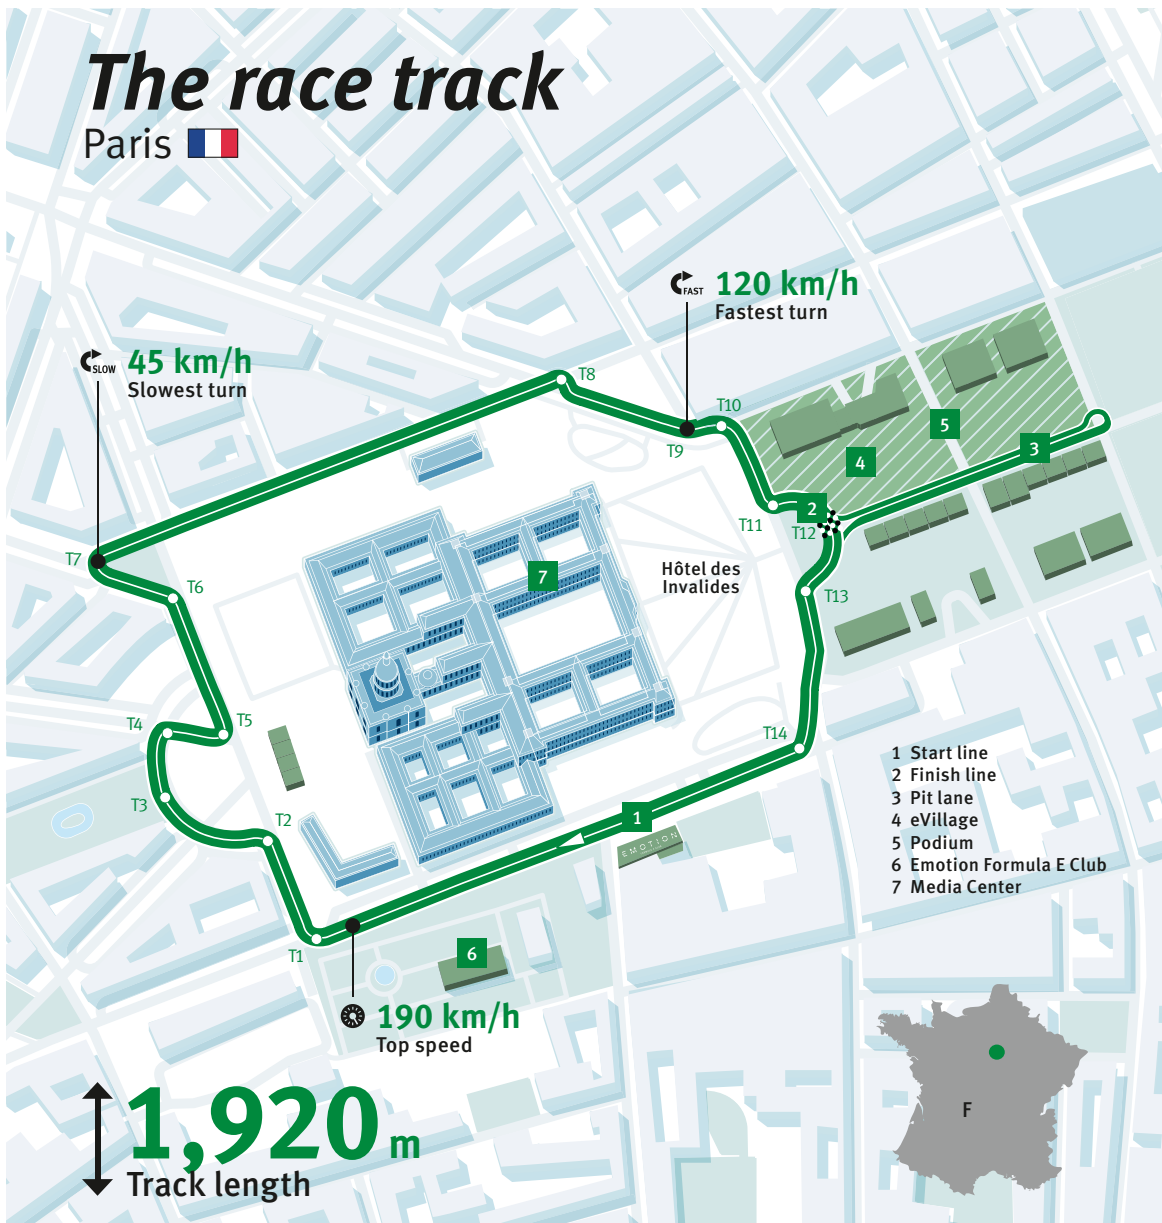 The race track
Paris
FAST
120 km/h
Fastest turn
SLOW
45 km/h
Slowest turn
T8
T10
T9
5
3
4
2
T11
T12
T7
Hôtel des
Invalides
7
T6
T13
T5
T4
T14
T3
T2
1
EMOTION
T1
6
1 Start line
2 Finish line
3 Pit lane
4 eVillage
5 Podium
6 Emotion Formula E Club
7 Media Center
190 km/h
Top speed
1,920 m
Track length
F